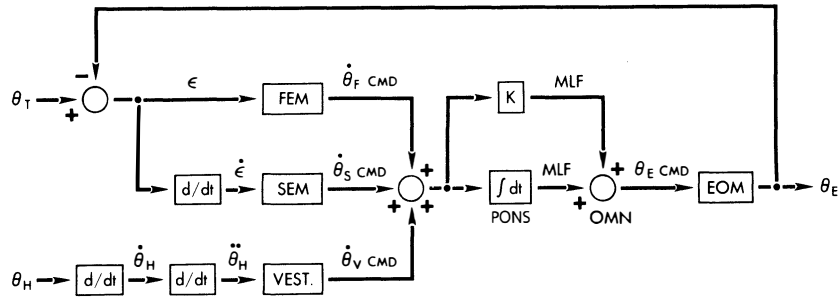 − ε FEM θ̇F CMD K MLF
θT +
d/dt ε̇ SEM θ̇S CMD + + + ∫ dt MLF + + θE CMD EOM θE
PONS OMN
θH d/dt θ̇H d/dt θ̈H VEST. θ̇V CMD